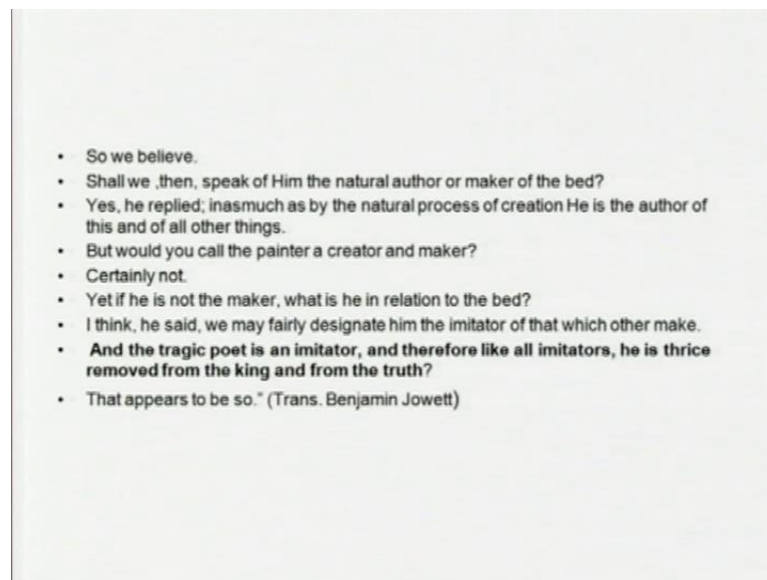 • So we believe.
• Shall we ,then, speak of Him the natural author or maker of the bed?
• Yes, he replied; inasmuch as by the natural process of creation He is the author of
this and of all other things.
• But would you call the painter a creator and maker?
• Certainly not.
• Yet if he is not the maker, what is he in relation to the bed?
• I think, he said, we may fairly designate him the imitator of that which other make.
• And the tragic poet is an imitator, and therefore like all imitators, he is thrice
removed from the king and from the truth?
• That appears to be so." (Trans. Benjamin Jowett)